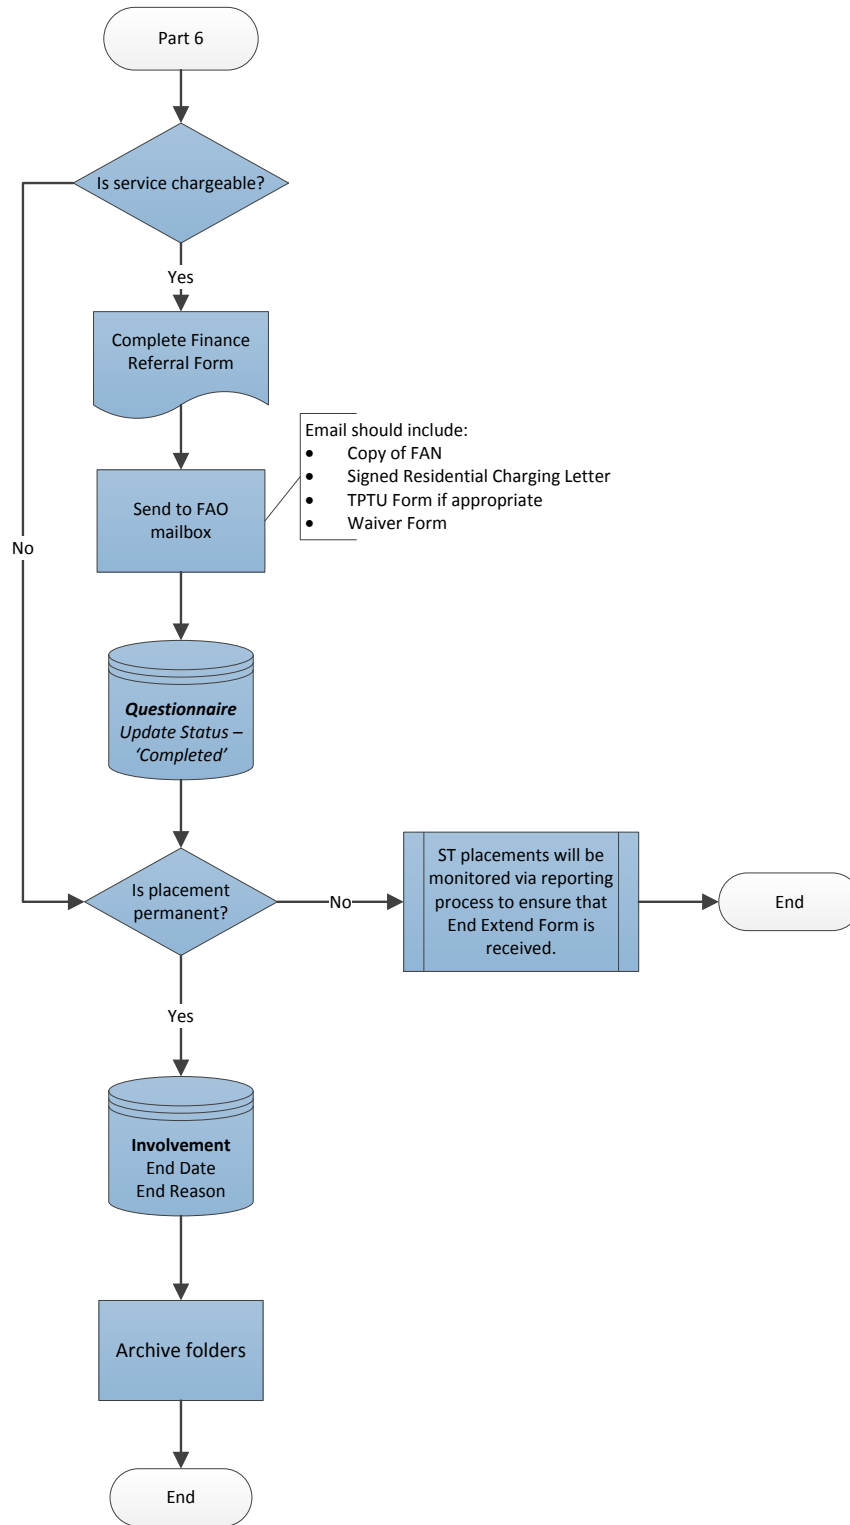 Part 6
Is service chargeable?
Yes
Complete Finance
Referral Form
Email should include:
• Copy of FAN
• Signed Residential Charging Letter
• TPTU Form if appropriate
• Waiver Form
Send to FAO
mailbox
No
Questionnaire
Update Status –
‘Completed’
Is placement
permanent?
No
ST placements will be
monitored via reporting
process to ensure that
End Extend Form is
received.
End
Yes
Involvement
End Date
End Reason
Archive folders
End